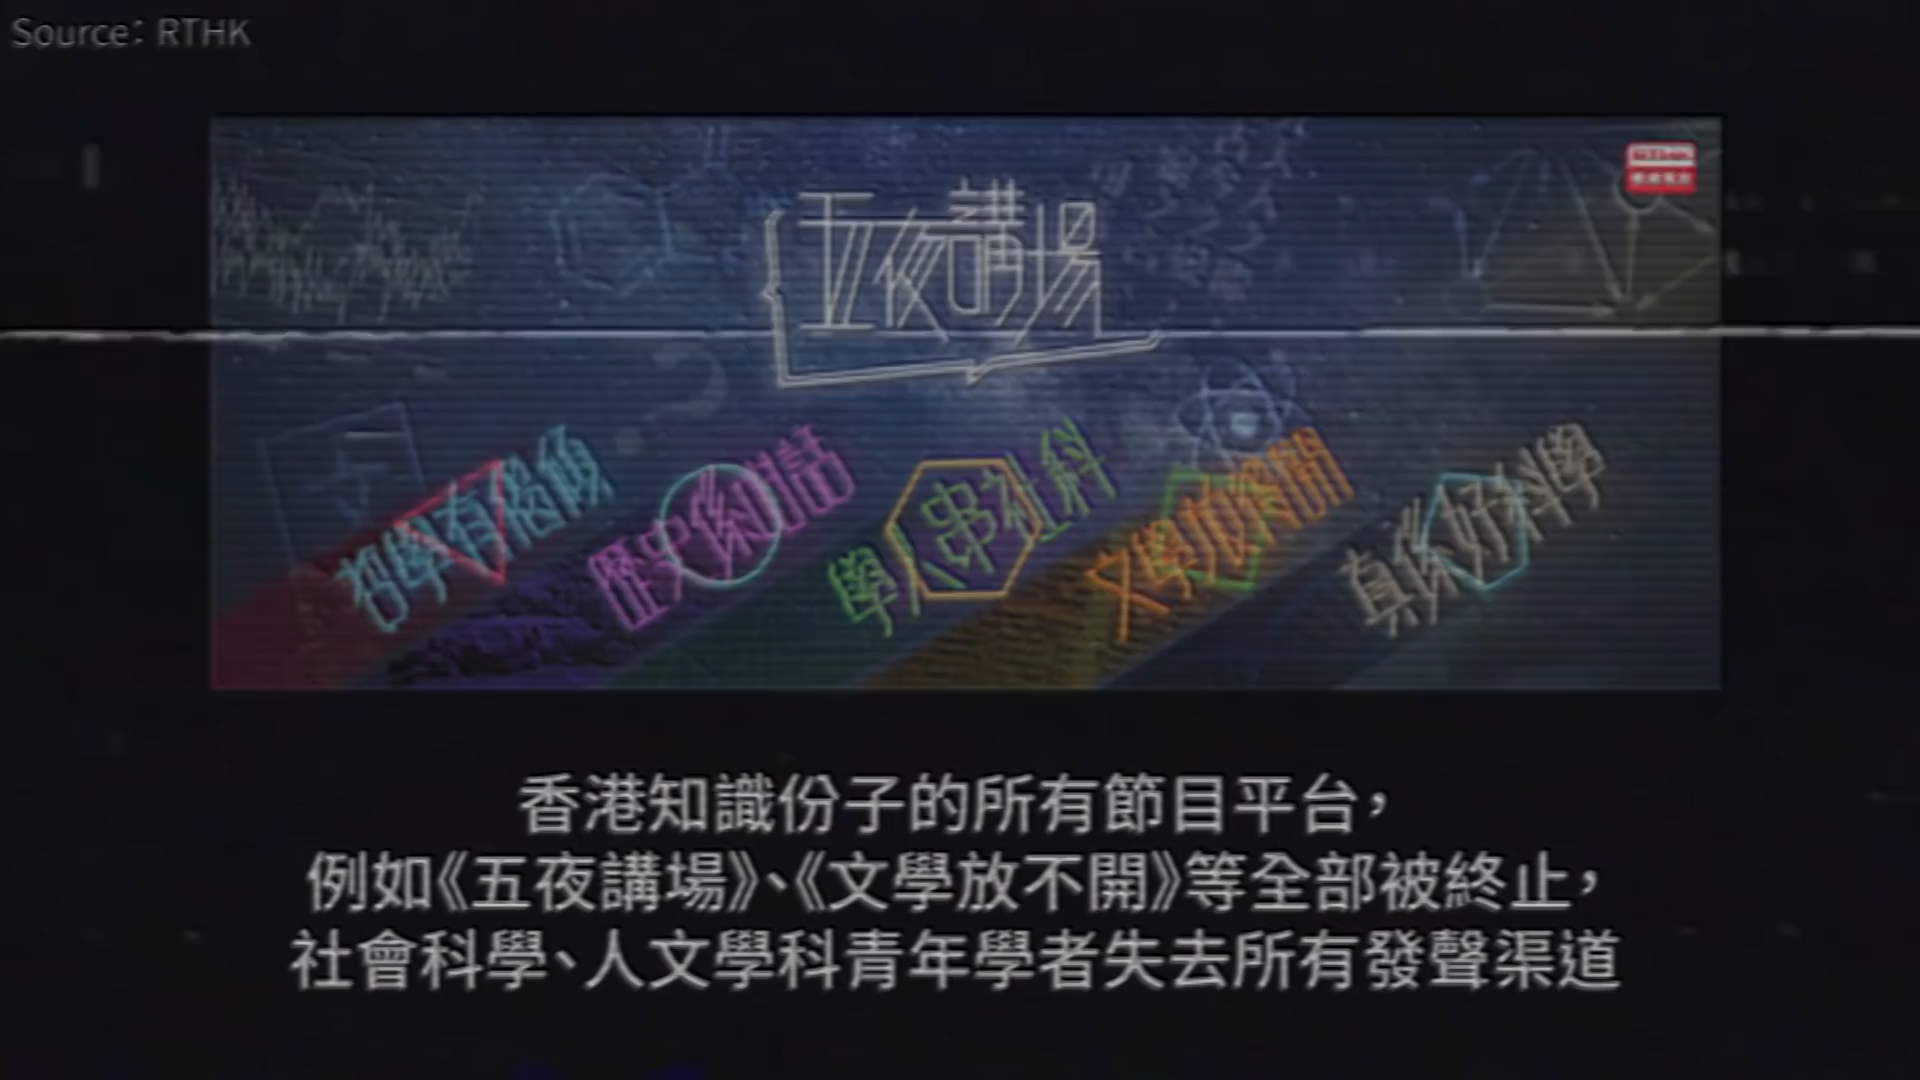 Source: RTHK
五夜講場
哲學有偈傾
歷史係咁話
學人串社科
文學放得開
真係好科學
香港知識份子的所有節目平台，
例如《五夜講場》、《文學放不開》等全部被終止，
社會科學、人文學科青年學者失去所有發聲渠道